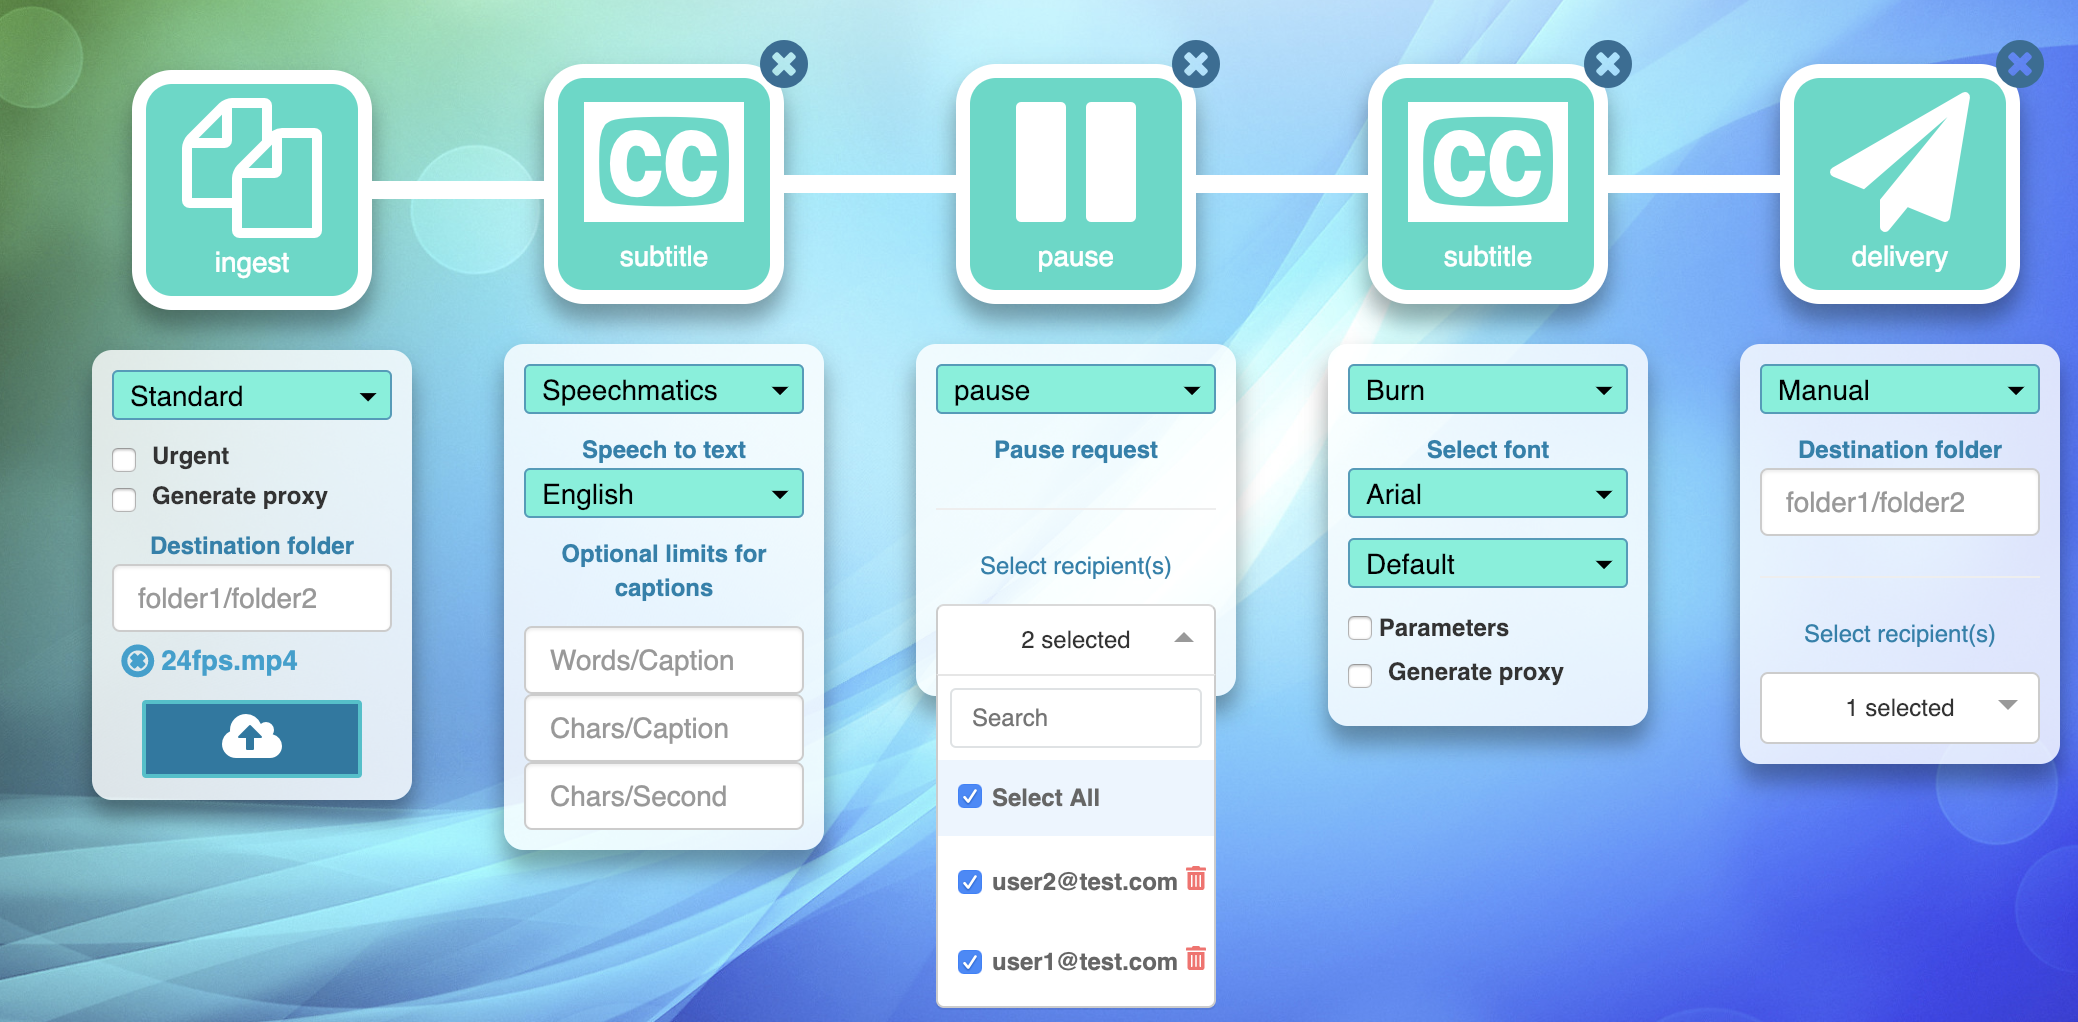 CC
CC
ingest
subtitle
pause
subtitle
delivery
Standard
Urgent
Generate proxy
Destination folder
folder1/folder2
24fps.mp4
Speechmatics
Speech to text
English
Optional limits for
captions
Words/Caption
Chars/Caption
Chars/Second
pause
Pause request
Select recipient(s)
2 selected
Search
Select All
user2@test.com
user1@test.com
Burn
Select font
Arial
Default
Parameters
Generate proxy
Manual
Destination folder
folder1/folder2
Select recipient(s)
1 selected